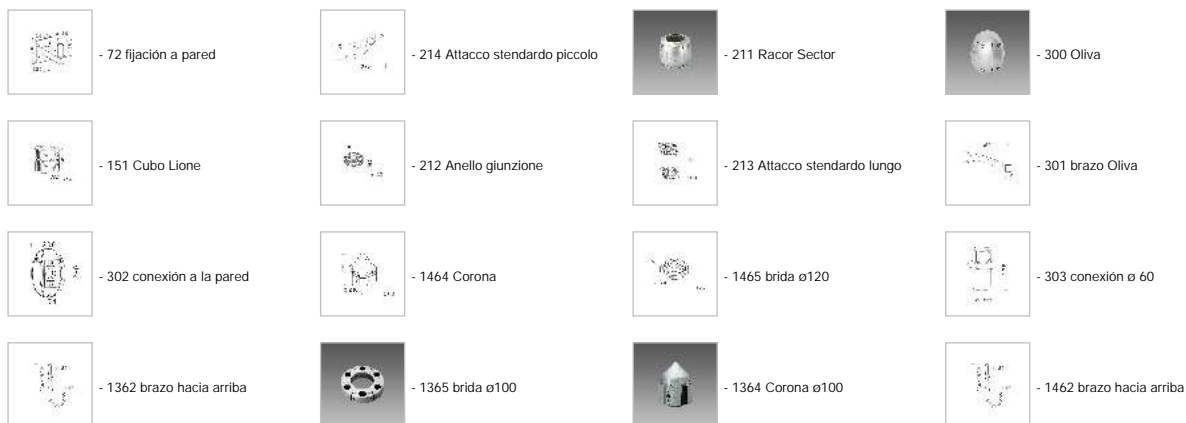 - 72 fijación a pared
- 214 Attacco stendardo piccolo
- 211 Racor Sector
- 300 Oliva
- 151 Cubo Lione
- 212 Anello giunzione
- 213 Attacco stendardo lungo
- 301 brazo Oliva
- 302 conexión a la pared
- 1464 Corona
- 1465 brida ø120
- 303 conexión ø 60
- 1362 brazo hacia arriba
- 1365 brida ø100
- 1364 Corona ø100
- 1462 brazo hacia arriba